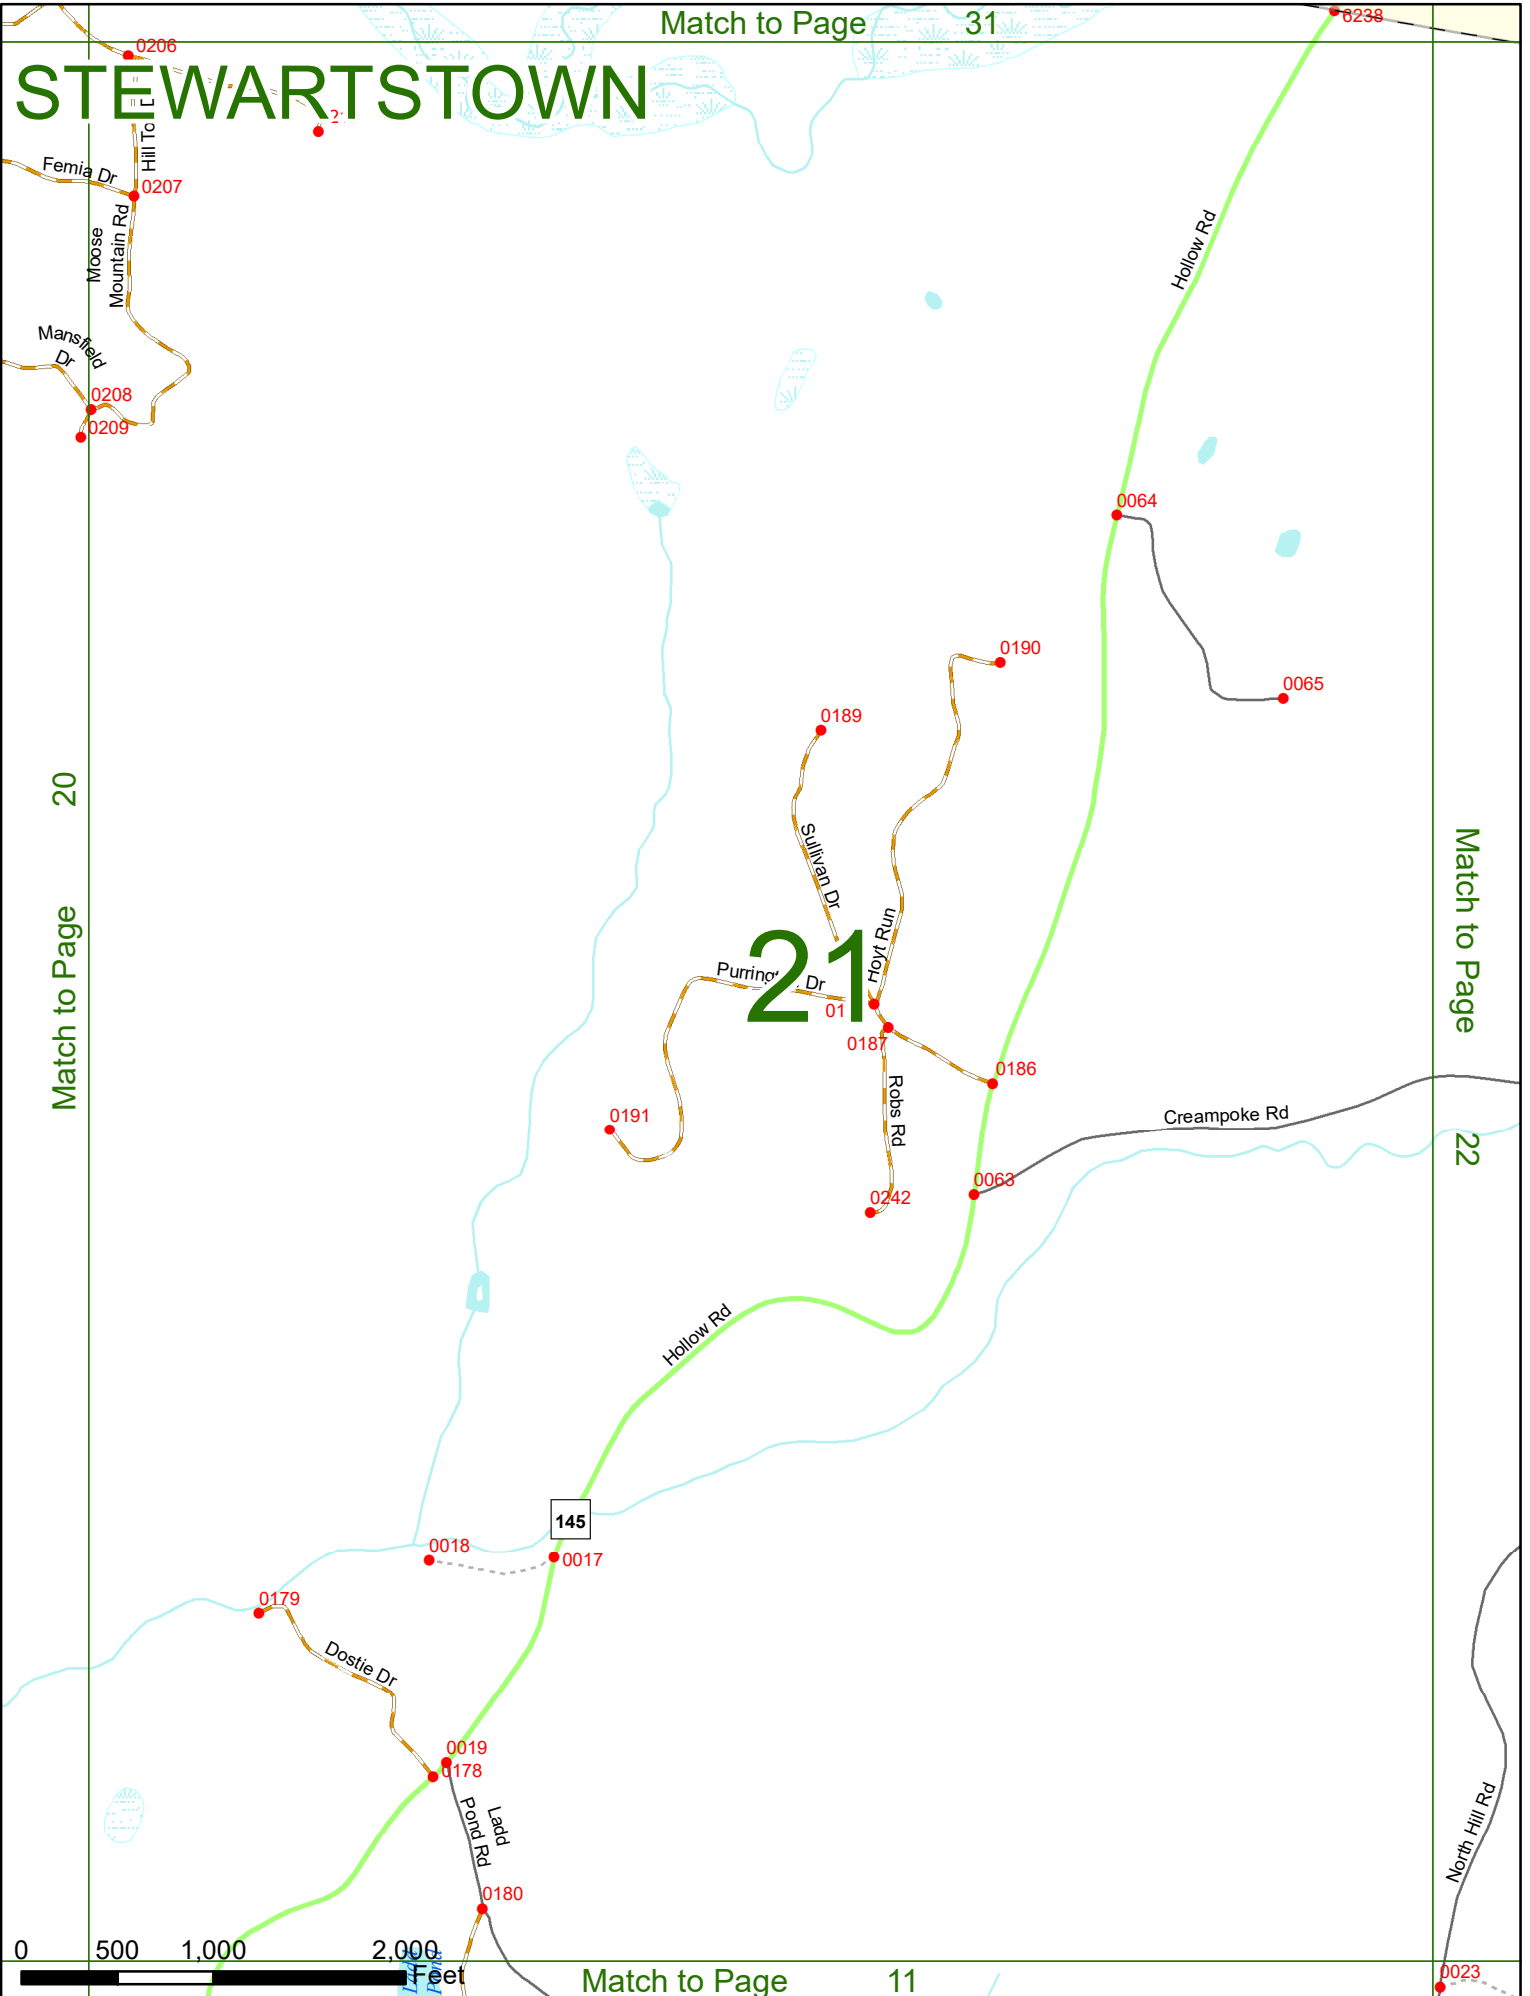 Match to Page 31
6238
0206
STEWARTSTOWN
Hill To
Femia Dr
0207
Moose
Mountain Rd
Hollow Rd
Mansfield
Dr
0208
0209
0064
0190
0065
0189
Match to Page 20
Sullivan Dr
Match to Page 22
Hoyt Run
21
Dr
01
0187
0186
Robs Rd
Creampoke Rd
0191
0063
0242
Hollow Rd
145
0018
0017
0179
Dostie Dr
0019
0178
Ladd
Pond Rd
North Hill Rd
0180
0 500 1,000 2,000
Feet
Ladd
Pond
Match to Page 11
0023